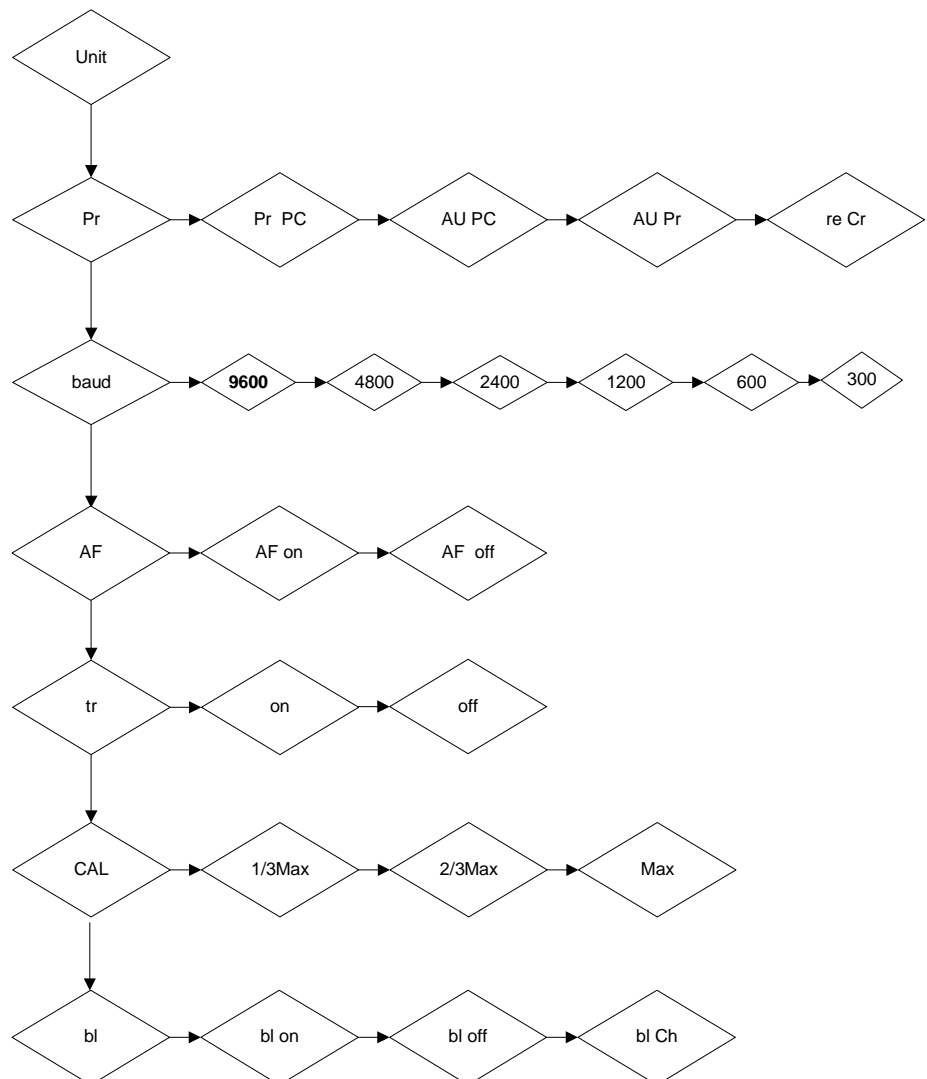 Unit
Pr Pr PC AU PC AU Pr re Cr
baud 9600 4800 2400 1200 600 300
AF AF on AF off
tr on off
CAL 1/3Max 2/3Max Max
bl bl on bl off bl Ch